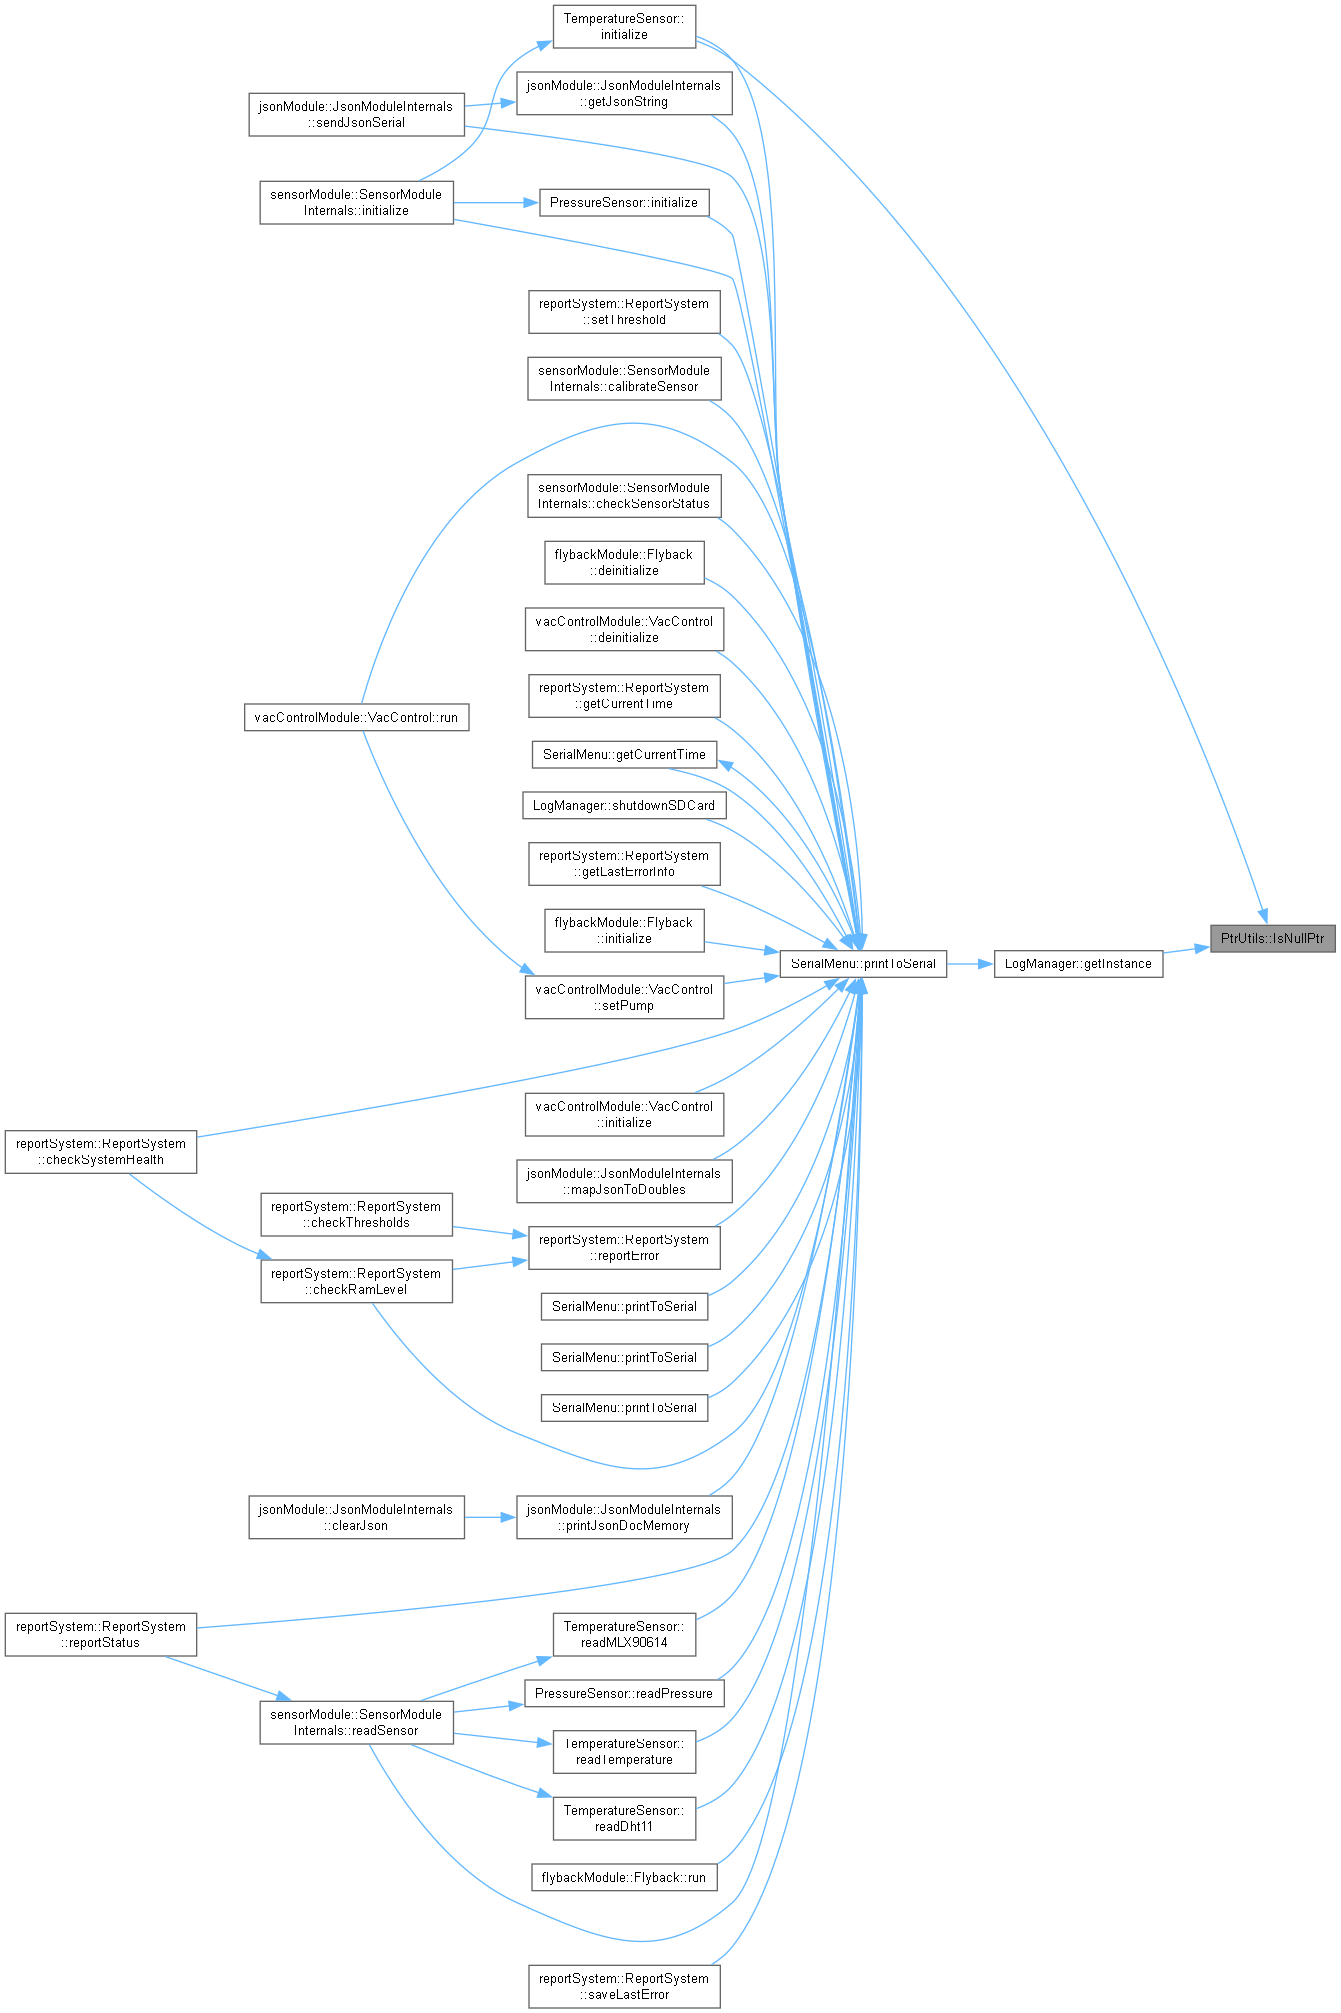 TemperatureSensor::
initialize
jsonModule::JsonModuleInternals
::getJsonString
jsonModule::JsonModuleInternals
::sendJsonSerial
sensorModule::SensorModule
Internals::initialize
PressureSensor::initialize
reportSystem::ReportSystem
::setThreshold
sensorModule::SensorModule
Internals::calibrateSensor
sensorModule::SensorModule
Internals::checkSensorStatus
flybackModule::Flyback
::deinitialize
vacControlModule::VacControl
::deinitialize
reportSystem::ReportSystem
::getCurrentTime
vacControlModule::VacControl::run
SerialMenu::getCurrentTime
LogManager::shutdownSDCard
reportSystem::ReportSystem
::getLastErrorInfo
flybackModule::Flyback
::initialize
PtrUtils::IsNullPtr
SerialMenu::printToSerial
LogManager::getInstance
vacControlModule::VacControl
::setPump
vacControlModule::VacControl
::initialize
reportSystem::ReportSystem
::checkSystemHealth
jsonModule::JsonModuleInternals
::mapJsonToDoubles
reportSystem::ReportSystem
::checkThresholds
reportSystem::ReportSystem
::reportError
reportSystem::ReportSystem
::checkRamLevel
SerialMenu::printToSerial
SerialMenu::printToSerial
SerialMenu::printToSerial
jsonModule::JsonModuleInternals
::clearJson
jsonModule::JsonModuleInternals
::printJsonDocMemory
reportSystem::ReportSystem
::reportStatus
TemperatureSensor::
readMLX90614
PressureSensor::readPressure
sensorModule::SensorModule
Internals::readSensor
TemperatureSensor::
readTemperature
TemperatureSensor::
readDht11
flybackModule::Flyback::run
reportSystem::ReportSystem
::saveLastError